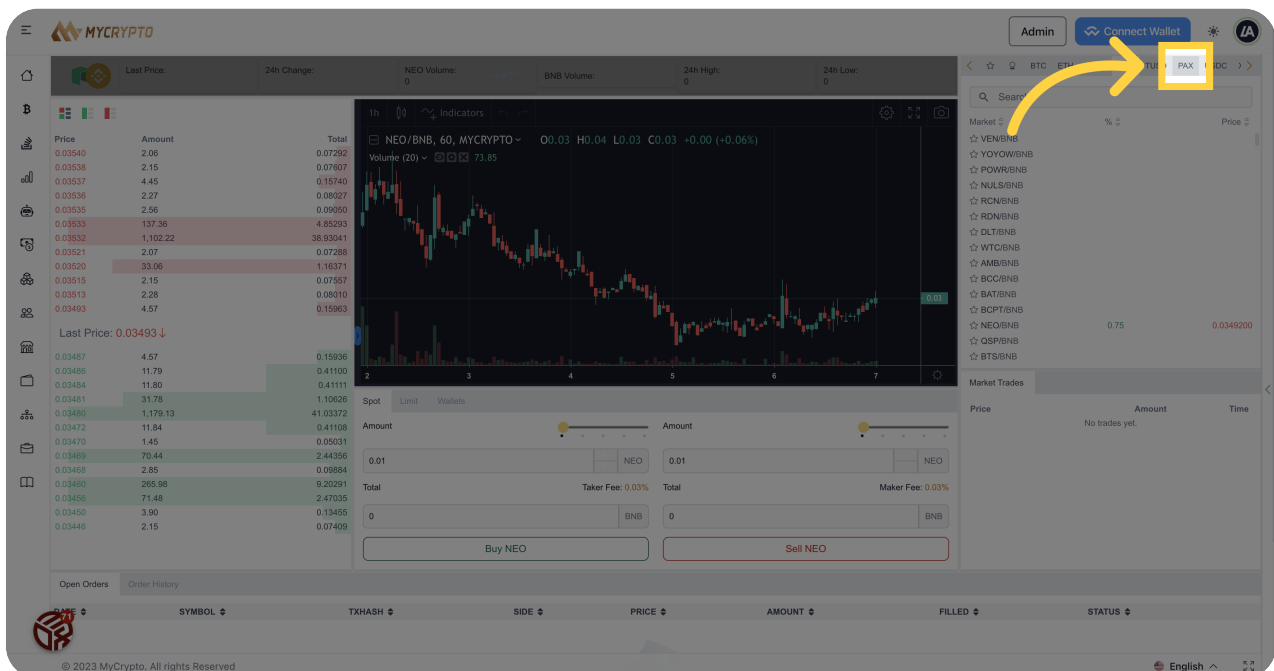 MYCRYPTO
Admin
Connect Wallet
Last Price:
24h Change:
NEO Volume:
0
BNB Volume:
24h High:
0
24h Low:
0
BTC ETH PAX
Price Amount Total
0.03540 2.06 0.07292
0.03538 2.15 0.07607
0.03537 4.45 0.15740
0.03536 2.27 0.08027
0.03535 2.56 0.09050
0.03533 137.36 4.85293
0.03532 1,102.22 38.93041
0.03521 2.07 0.07288
0.03520 33.06 1.16371
0.03515 2.15 0.07557
0.03513 2.28 0.08010
0.03493 4.57 0.15963
Last Price: 0.03493↓
0.03487 4.57 0.15936
0.03486 11.79 0.41100
0.03484 11.80 0.41111
0.03481 31.78 1.10626
0.03480 1,179.13 41.03372
0.03472 11.84 0.41108
0.03470 1.45 0.05031
0.03469 70.44 2.44356
0.03468 2.85 0.09884
0.03460 265.98 9.20291
0.03456 71.48 2.47035
0.03450 3.90 0.13455
0.03446 2.15 0.07409
1h Indicators
NEO/BNB, 60, MYCRYPTO O0.03 H0.04 L0.03 C0.03 +0.00 (+0.06%)
Volume (20) 73.85
0.03
2 3 4 5 6 7
Spot Limit Wallets
Amount
0.01 NEO
Total Taker Fee: 0.03%
0 BNB
Buy NEO
Amount
0.01 NEO
Total Maker Fee: 0.03%
0 BNB
Sell NEO
Market % Price
VEN/BNB
YOYOW/BNB
POWR/BNB
NULS/BNB
RCN/BNB
RDN/BNB
DLT/BNB
WTC/BNB
AMB/BNB
BCC/BNB
BAT/BNB
BCPT/BNB
NEO/BNB 0.75 0.0349200
QSP/BNB
BTS/BNB
Market Trades
Price Amount Time
No trades yet.
Open Orders Order History
SYMBOL TXHASH SIDE PRICE AMOUNT FILLED STATUS
71
© 2023 MyCrypto. All rights Reserved
English